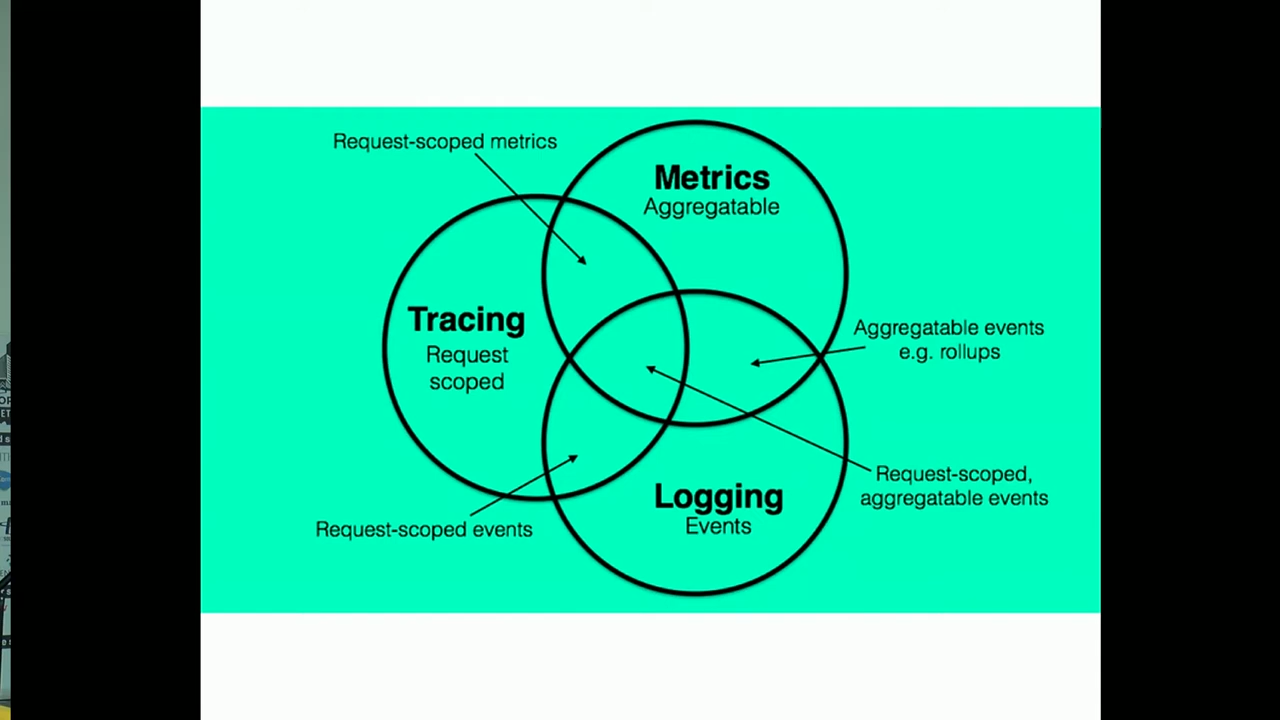 Request-scoped metrics
Metrics
Aggregatable
Tracing
Request
scoped
Aggregatable events
e.g. rollups
Request-scoped,
aggregatable events
Logging
Events
Request-scoped events